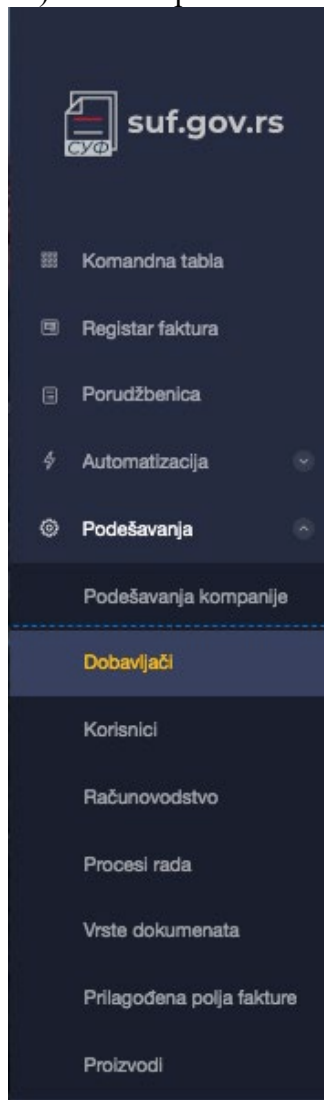 suf.gov.rs
СУФ
Komandna tabla
Registar faktura
Porudžbenica
Automatizacija
Podešavanja
Podešavanja kompanije
Dobavljači
Korisnici
Računovodstvo
Procesi rada
Vrste dokumenata
Prilagođena polja fakture
Proizvodi